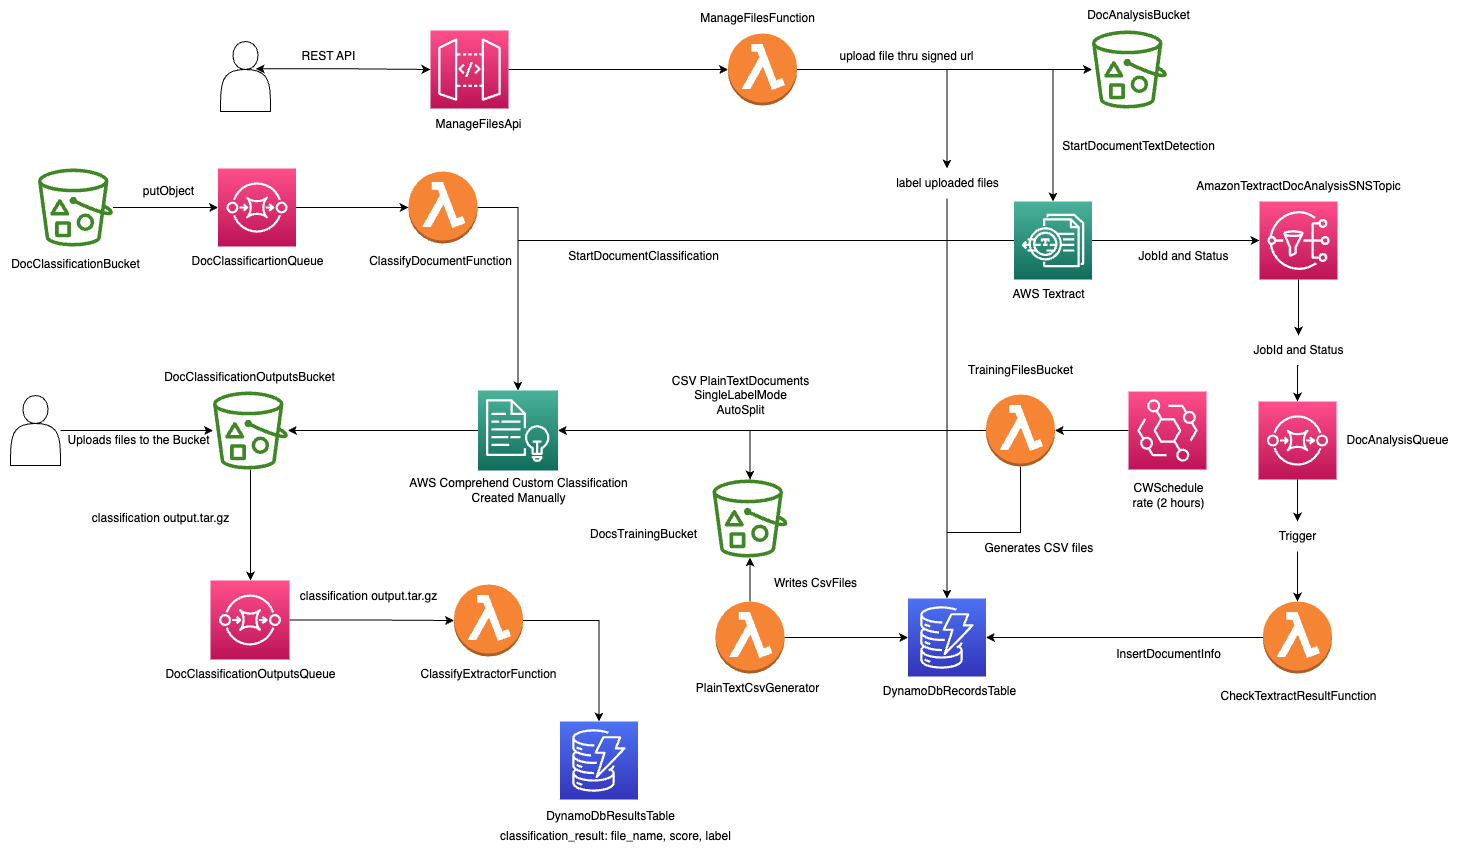 ManageFilesFunction
DocAnalysisBucket
REST API
upload file thru signed url
ManageFilesApi
StartDocumentTextDetection
putObject
label uploaded files
AmazonTextractDocAnalysisSNSTopic
DocClassificationBucket
DocClassificartionQueue
ClassifyDocumentFunction
StartDocumentClassification
JobId and Status
AWS Textract
JobId and Status
DocClassificationOutputsBucket
CSV PlainTextDocuments
SingleLabelMode
AutoSplit
TrainingFilesBucket
Uploads files to the Bucket
DocAnalysisQueue
AWS Comprehend Custom Classification
Created Manually
CWSchedule
rate (2 hours)
classification output.tar.gz
DocsTrainingBucket
Trigger
Generates CSV files
Writes CsvFiles
classification output.tar.gz
InsertDocumentInfo
DocClassificationOutputsQueue
ClassifyExtractorFunction
PlainTextCsvGenerator
DynamoDbRecordsTable
CheckTextractResultFunction
DynamoDbResultsTable
classification_result: file_name, score, label